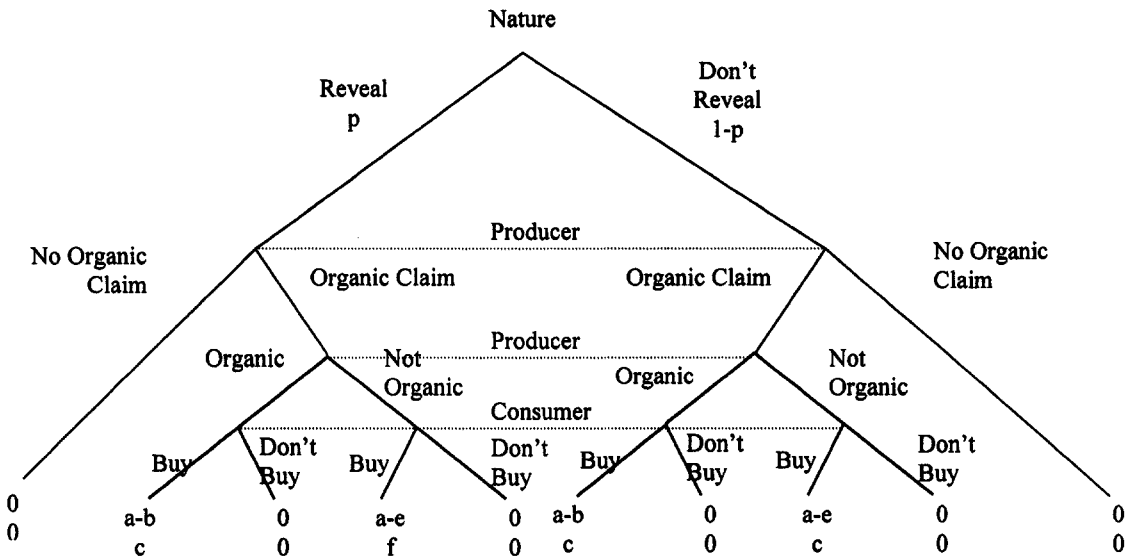 Nature
Reveal
p
Don't
Reveal
1-p
Producer
No Organic
Claim
Organic Claim
Organic Claim
No Organic
Claim
Producer
Organic
Not
Organic
Organic
Not
Organic
Consumer
Buy
Don't
Buy
Buy
Don't
Buy
Buy
Don't
Buy
Buy
Don't
Buy
0 a-b 0 a-e 0 a-b 0 a-e 0 0
0 c 0 f 0 c 0 c 0 0